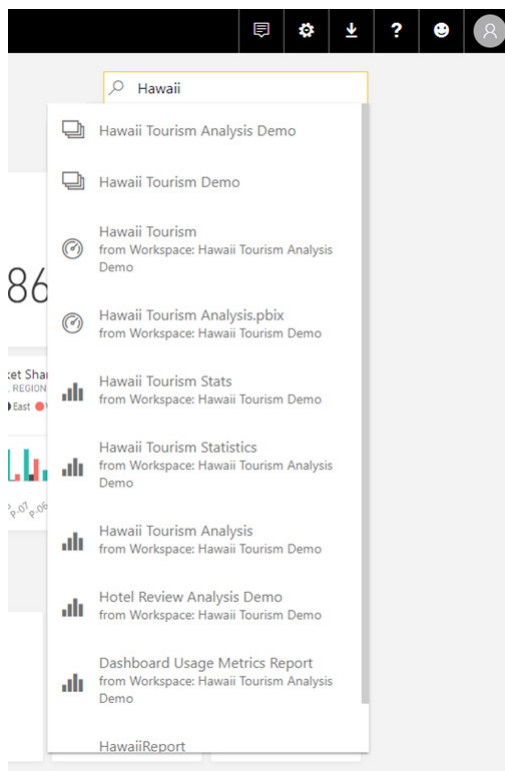 Hawaii
Hawaii Tourism Analysis Demo
Hawaii Tourism Demo
Hawaii Tourism
from Workspace: Hawaii Tourism Analysis
Demo
Hawaii Tourism Analysis.pbix
from Workspace: Hawaii Tourism Demo
Hawaii Tourism Stats
from Workspace: Hawaii Tourism Demo
Hawaii Tourism Statistics
from Workspace: Hawaii Tourism Analysis
Demo
Hawaii Tourism Analysis
from Workspace: Hawaii Tourism Demo
Hotel Review Analysis Demo
from Workspace: Hawaii Tourism Demo
Dashboard Usage Metrics Report
from Workspace: Hawaii Tourism Analysis
Demo
HawaiiReport
86
REGION
East
P-07
P-06